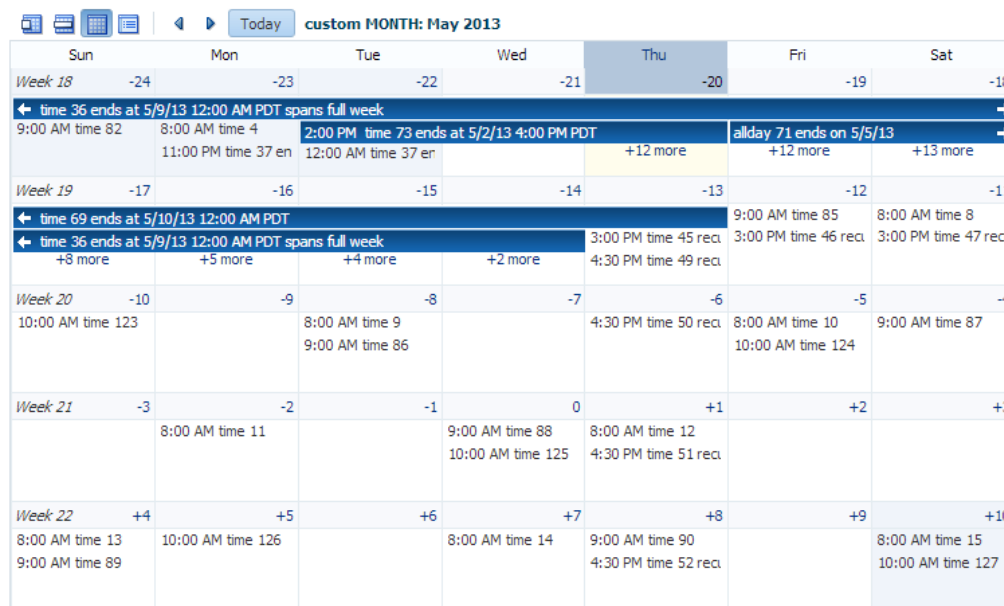 Today custom MONTH: May 2013
Sun Mon Tue Wed Thu Fri Sat
Week 18 -24 -23 -22 -21 -20 -19
time 36 ends at 5/9/13 12:00 AM PDT spans full week
9:00 AM time 82 8:00 AM time 4 2:00 PM time 73 ends at 5/2/13 4:00 PM PDT allday 71 ends on 5/5/13
11:00 PM time 37 en 12:00 AM time 37 er +12 more +12 more +13 more
Week 19 -17 -16 -15 -14 -13 -12
time 69 ends at 5/10/13 12:00 AM PDT 9:00 AM time 85 8:00 AM time 8
time 36 ends at 5/9/13 12:00 AM PDT spans full week 3:00 PM time 45 recu 3:00 PM time 46 recu 3:00 PM time 47 rec
+8 more +5 more +4 more +2 more 4:30 PM time 49 recu
Week 20 -10 -9 -8 -7 -6 -5
10:00 AM time 123 8:00 AM time 9 4:30 PM time 50 recu 8:00 AM time 10 9:00 AM time 87
9:00 AM time 86 10:00 AM time 124
Week 21 -3 -2 -1 0 +1 +2
8:00 AM time 11 9:00 AM time 88 8:00 AM time 12
10:00 AM time 125 4:30 PM time 51 recu
Week 22 +4 +5 +6 +7 +8 +9 +10
8:00 AM time 13 10:00 AM time 126 8:00 AM time 14 9:00 AM time 90 8:00 AM time 15
9:00 AM time 89 4:30 PM time 52 recu 10:00 AM time 127